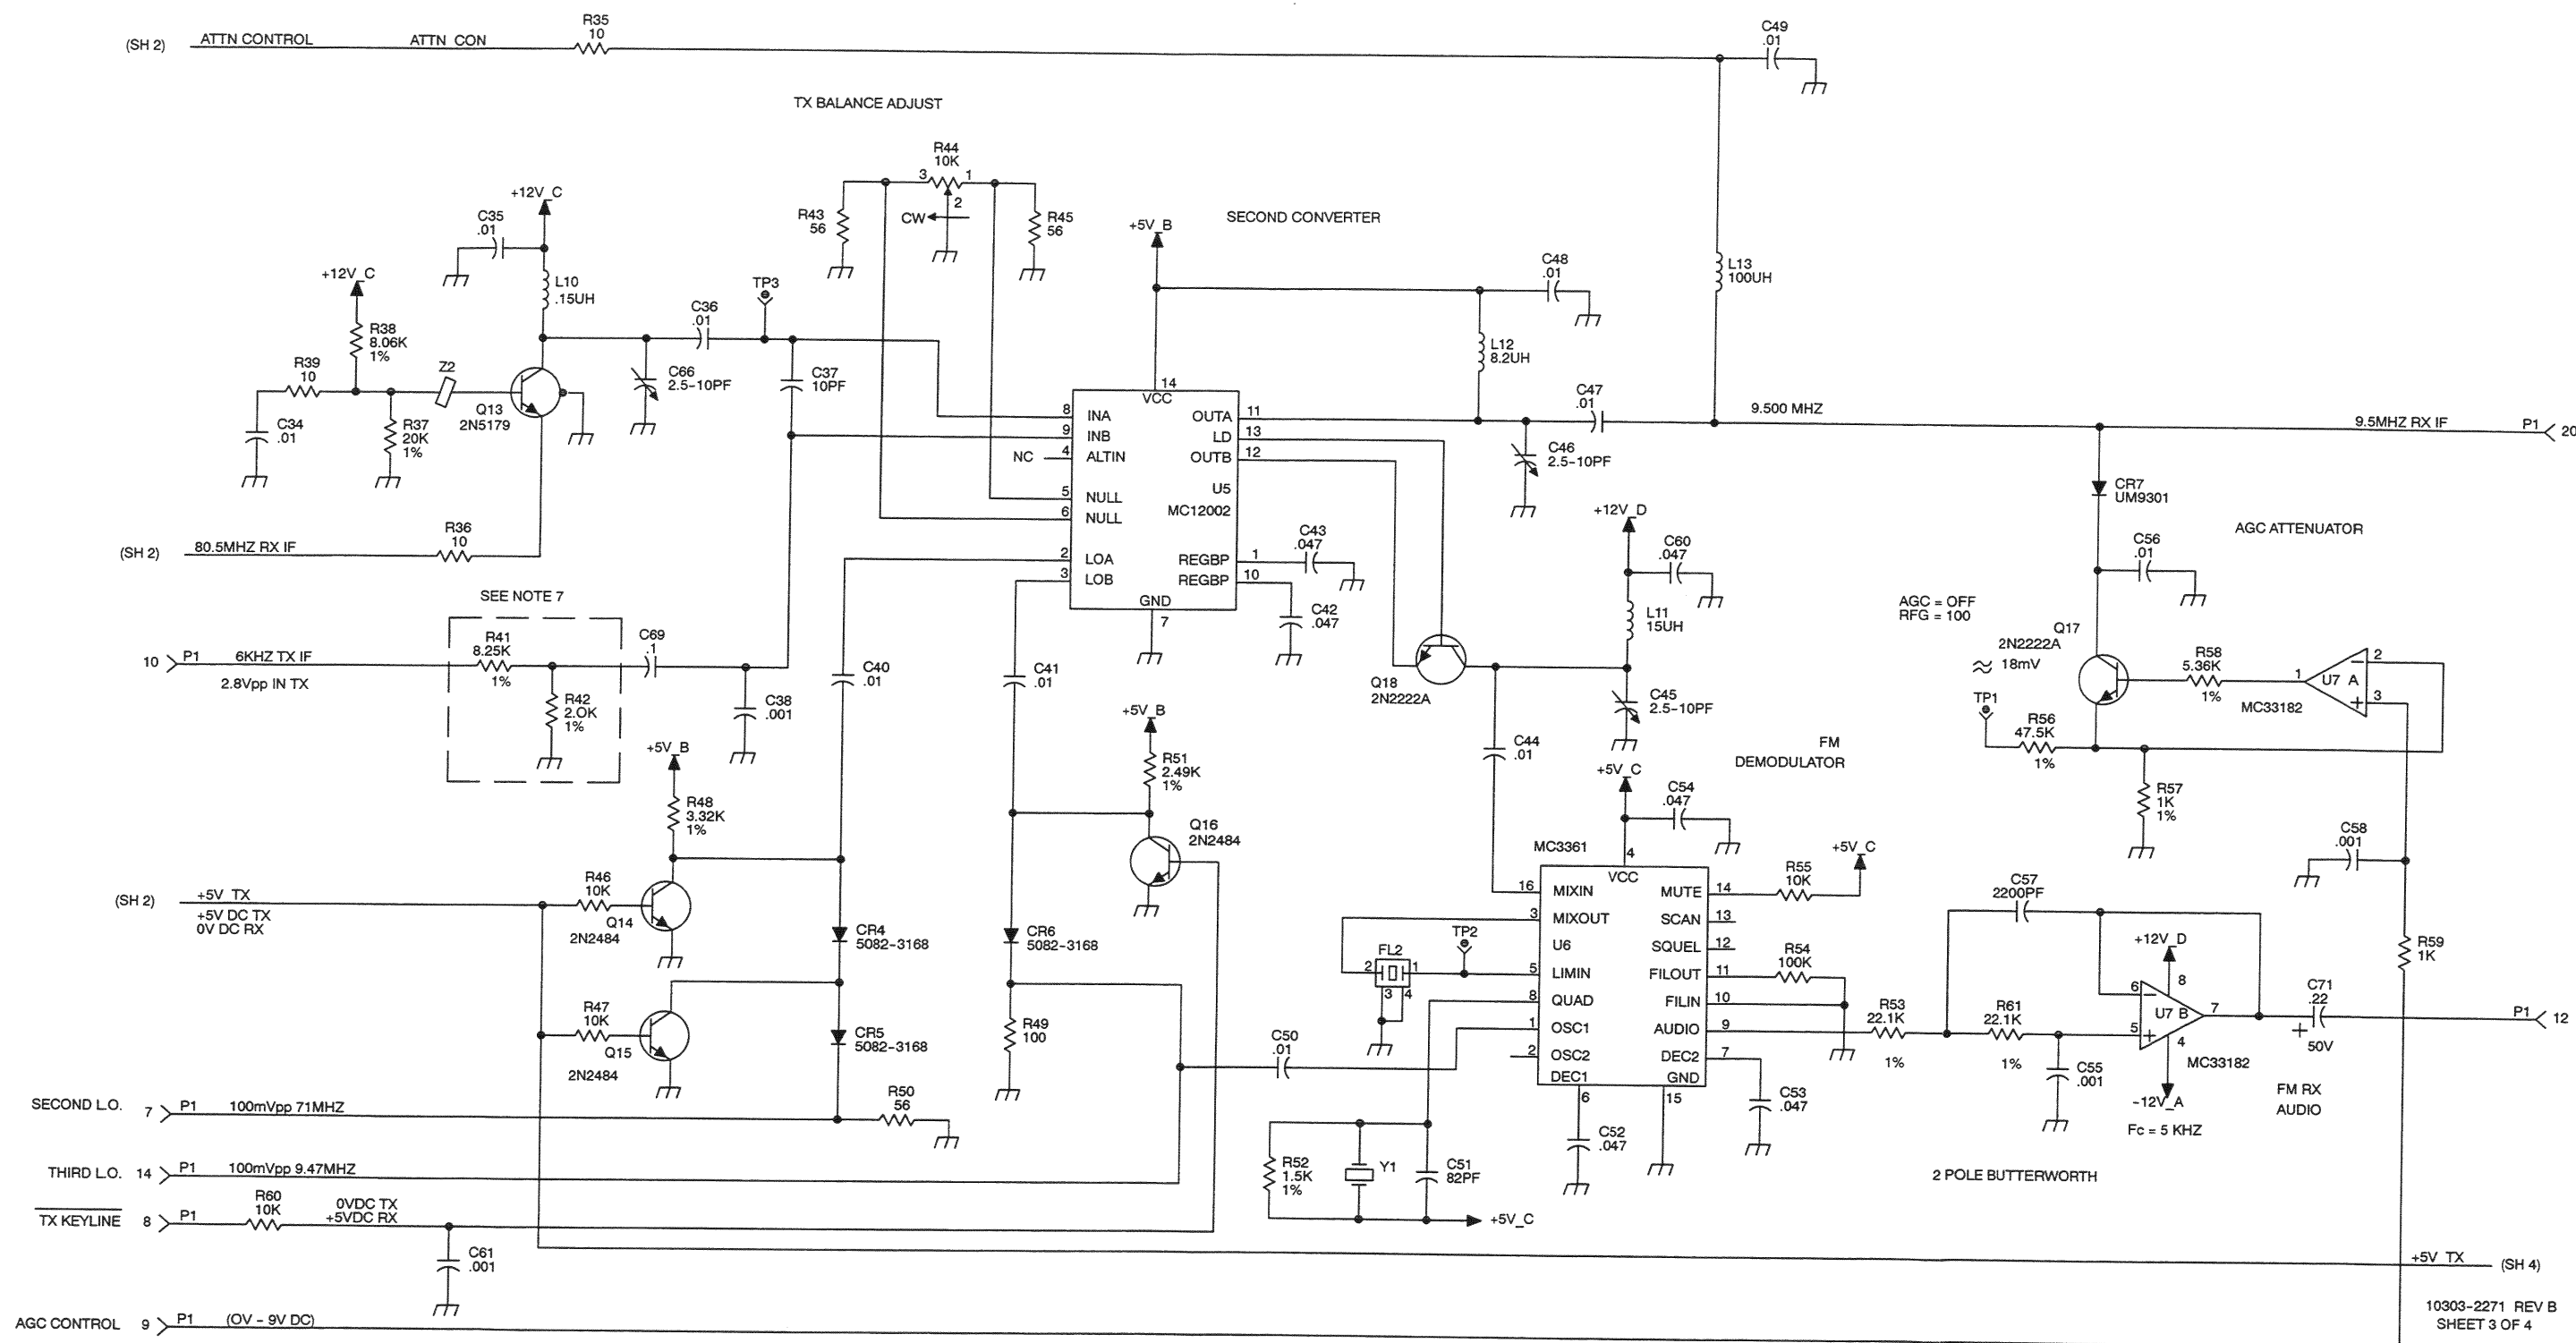 (SH 2) ATTN CONTROL ATTN CON
R35
10
C49
.01
TX BALANCE ADJUST
R44
10K
3 1
2
CW
R43
56
R45
56
+12V_C
C35
.01
L10
.15UH
+12V_C
R38
8.06K
1%
R39
10
C34
.01
R37
20K
1%
Z2
Q13
2N5179
C36
.01
TP3
C66
2.5-10PF
C37
10PF
SECOND CONVERTER
+5V_B
C48
.01
L12
8.2UH
L13
100UH
C47
.01
9.500 MHZ
9.5MHZ RX IF P1 20
C46
2.5-10PF
14
VCC
8 INA
9 INB
NC 4 ALTIN
5 NULL
6 NULL
2 LOA
3 LOB
OUTA 11
LD 13
OUTB 12
U5
MC12002
REGBP 1
REGBP 10
GND
7
C43
.047
C42
.047
(SH 2) 80.5MHZ RX IF
R36
10
SEE NOTE 7
10 P1 6KHZ TX IF
2.8Vpp IN TX
R41
8.25K
1%
R42
2.0K
1%
C69
.1
C38
.001
C40
.01
C41
.01
+5V_B
R48
3.32K
1%
+5V_B
R51
2.49K
1%
Q16
2N2484
(SH 2) +5V TX
+5V DC TX
0V DC RX
R46
10K
Q14
2N2484
R47
10K
Q15
2N2484
CR4
5082-3168
CR5
5082-3168
CR6
5082-3168
R49
100
R50
56
C50
.01
SECOND L.O. 7 P1 100mVpp 71MHZ
THIRD L.O. 14 P1 100mVpp 9.47MHZ
TX KEYLINE 8 P1
R60
10K
0VDC TX
+5VDC RX
C61
.001
AGC CONTROL 9 P1 (0V - 9V DC)
+12V_D
C60
.047
L11
15UH
Q18
2N2222A
C45
2.5-10PF
C44
.01
FM
DEMODULATOR
+5V_C
C54
.047
MC3361
4
VCC
16 MIXIN
3 MIXOUT
U6
5 LIMIN
8 QUAD
1 OSC1
2 OSC2
DEC1
6
MUTE 14
SCAN 13
SQUEL 12
FILOUT 11
FILIN 10
AUDIO 9
DEC2 7
GND
15
FL2
2 1
3 4
TP2
R55
10K
+5V_C
R54
100K
C53
.047
C52
.047
R52
1.5K
1%
Y1
C51
82PF
+5V_C
CR7
UM9301
AGC ATTENUATOR
C56
.01
AGC = OFF
RFG = 100
Q17
2N2222A
≈ 18mV
TP1
R56
47.5K
1%
R58
5.36K
1%
1 U7 A
2
3
MC33182
R57
1K
1%
C58
.001
R59
1K
C57
2200PF
R53
22.1K
1%
R61
22.1K
1%
C55
.001
+12V_D
8
6
5
U7 B 7
4
MC33182
-12V_A
Fc = 5 KHZ
C71
.22
50V
P1 12
FM RX
AUDIO
2 POLE BUTTERWORTH
+5V TX (SH 4)
10303-2271 REV B
SHEET 3 OF 4